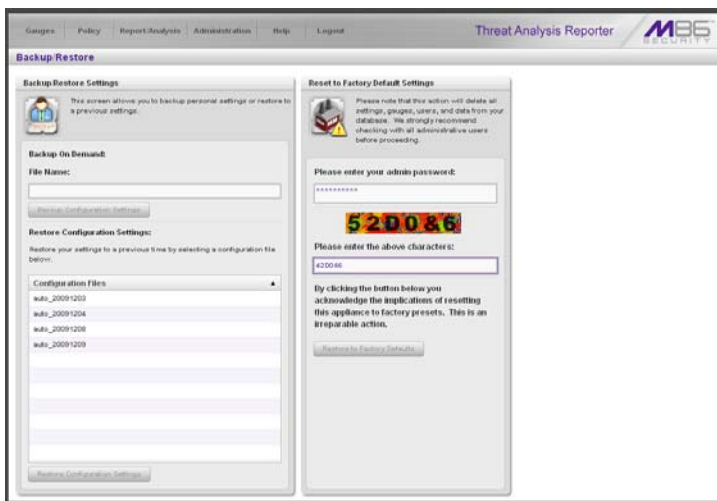 Gauges Policy Report/Analysis Administration Help Logout
Threat Analysis Reporter
M86 SECURITY
Backup/Restore
Backup/Restore Settings
This screen allows you to backup personal settings or restore to
a previous settings.
Backup On Demand:
File Name:
Backup Configuration Settings
Restore Configuration Settings:
Restore your settings to a previous time by selecting a configuration file
below.
Configuration Files
auto_20091203
auto_20091204
auto_20091208
auto_20091209
Restore Configuration Settings
Reset to Factory Default Settings
Please note that this action will delete all
settings, gauges, users, and data from your
database. We strongly recommend
checking with all administrative users
before proceeding.
Please enter your admin password:
**********
52D086
Please enter the above characters:
42D046
By clicking the button below you
acknowledge the implications of resetting
this appliance to factory presets. This is an
irreparable action.
Restore to Factory Defaults